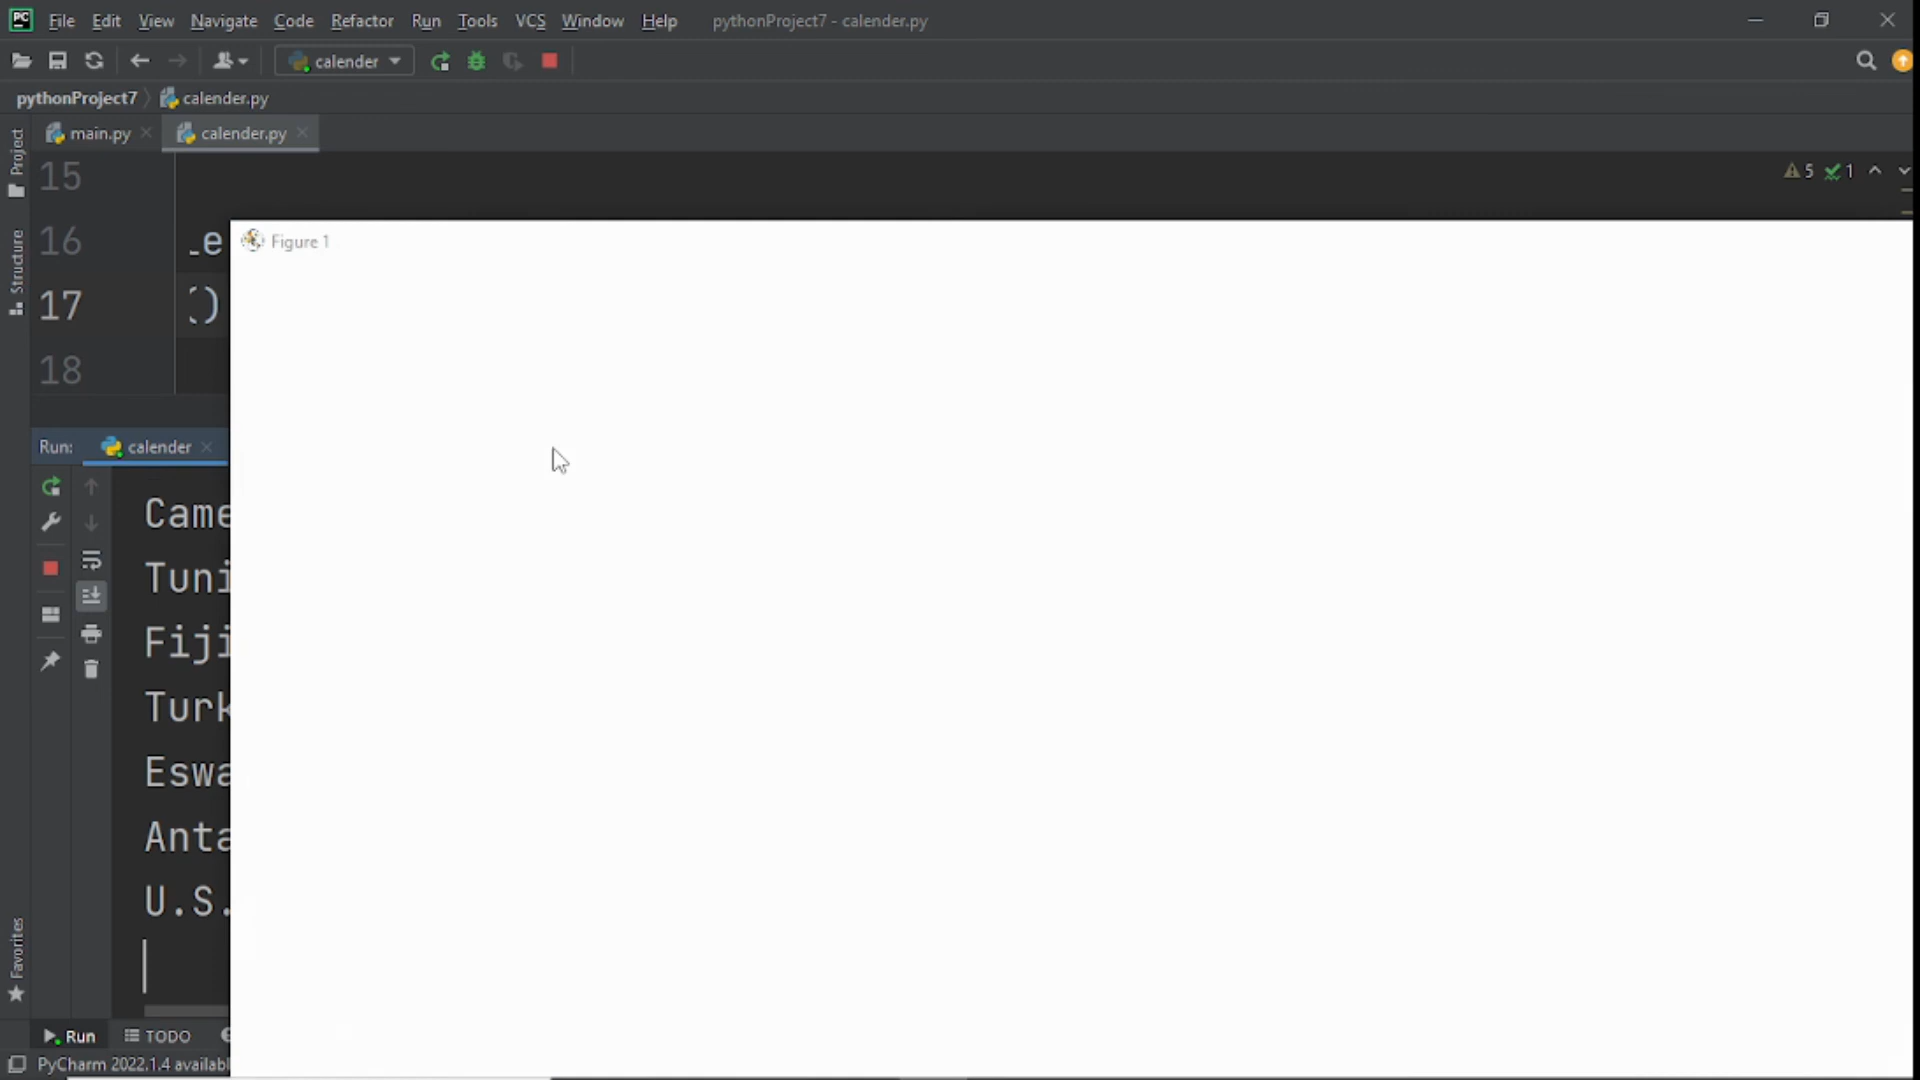 PC File Edit View Navigate Code Refactor Run Tools VCS Window Help pythonProject7 - calender.py
calender
pythonProject7 calender.py
main.py calender.py
Project
Structure
Favorites
15
5 1
16 _e
17 ()
18
Figure 1
Run: calender
Came
Tuni
Fiji
Turk
Eswa
Anta
U.S.
Run TODO
PyCharm 2022.1.4 availabl